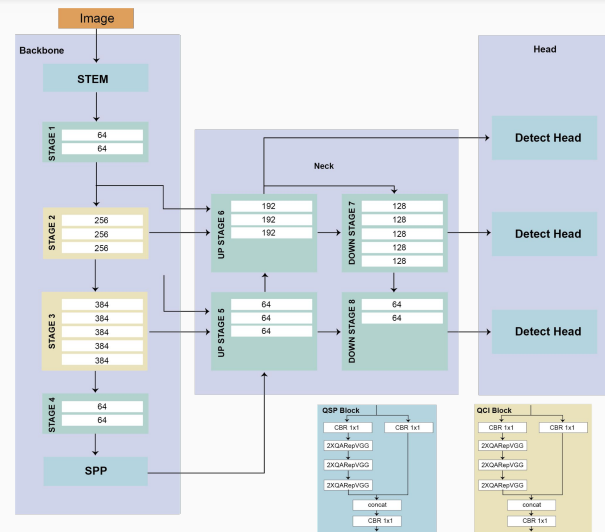 Image
Backbone
STEM
STAGE 1
64
64
STAGE 2
256
256
256
STAGE 3
384
384
384
384
384
STAGE 4
64
64
SPP
Neck
UP STAGE 6
192
192
192
DOWN STAGE 7
128
128
128
128
128
UP STAGE 5
64
64
64
DOWN STAGE 8
64
64
Head
Detect Head
Detect Head
Detect Head
QSP Block
CBR 1x1 CBR 1x1
2XQARepVGG
2XQARepVGG
2XQARepVGG
concat
CBR 1x1
QCI Block
CBR 1x1 CBR 1x1
2XQARepVGG
2XQARepVGG
2XQARepVGG
concat
CBR 1x1